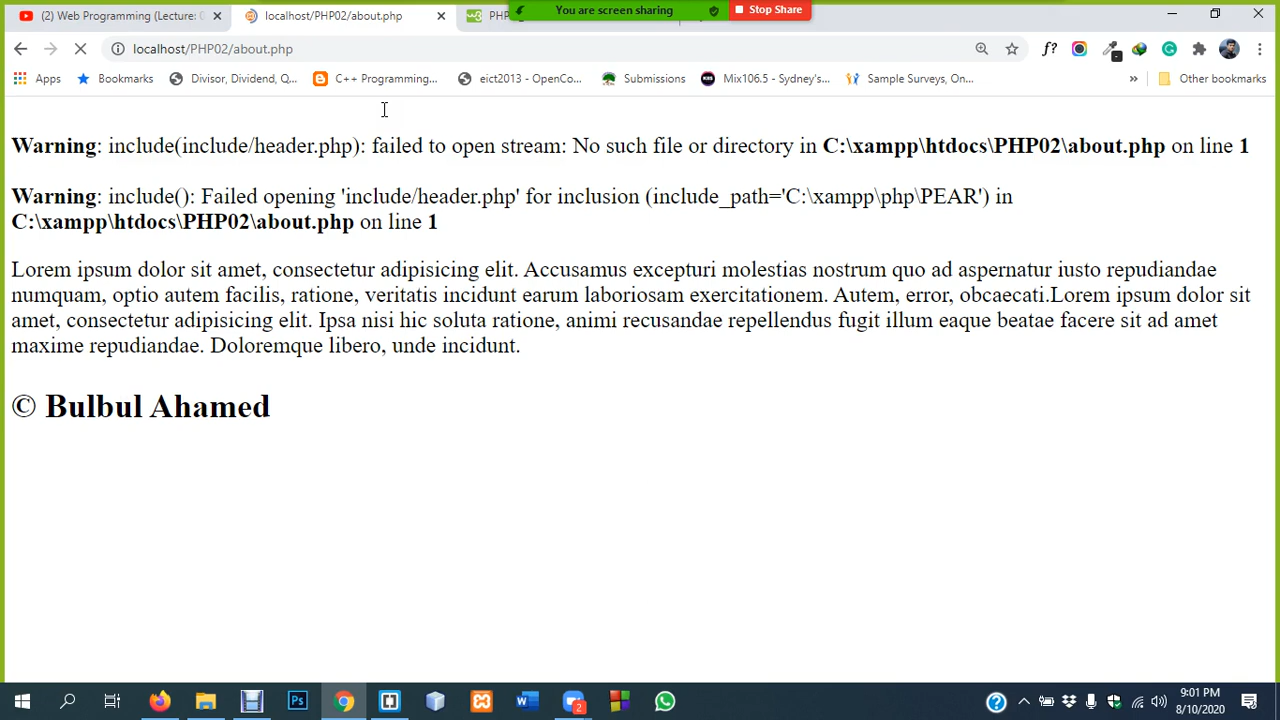 (2) Web Programming (Lecture: 0
localhost/PHP02/about.php
PHP
You are screen sharing
Stop Share
localhost/PHP02/about.php
f?
Apps
Bookmarks
Divisor, Dividend, Q...
C++ Programming,...
eict2013 - OpenCo...
Submissions
KIIS
Mix106.5 - Sydney's...
Sample Surveys, On...
»
Other bookmarks
Warning: include(include/header.php): failed to open stream: No such file or directory in C:\xampp\htdocs\PHP02\about.php on line 1
Warning: include(): Failed opening 'include/header.php' for inclusion (include_path='C:\xampp\php\PEAR') in
C:\xampp\htdocs\PHP02\about.php on line 1
Lorem ipsum dolor sit amet, consectetur adipisicing elit. Accusamus excepturi molestias nostrum quo ad aspernatur iusto repudiandae
numquam, optio autem facilis, ratione, veritatis incidunt earum laboriosam exercitationem. Autem, error, obcaecati.Lorem ipsum dolor sit
amet, consectetur adipisicing elit. Ipsa nisi hic soluta ratione, animi recusandae repellendus fugit illum eaque beatae facere sit ad amet
maxime repudiandae. Doloremque libero, unde incidunt.
© Bulbul Ahamed
Ps
2
9:01 PM
8/10/2020